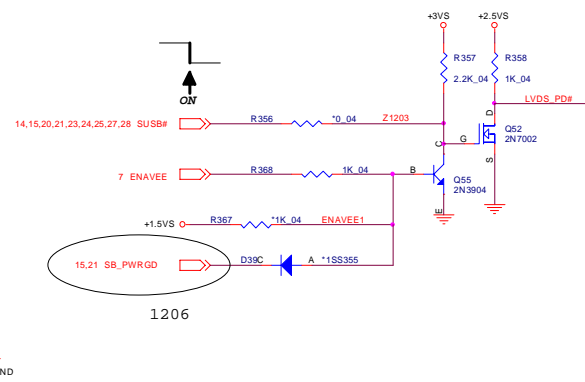 +3VS +2.5VS
R357 R358
2.2K_04 1K_04
ON
LVDS_PD#
14,15,20,21,23,24,25,27,28 SUSB# R356 *0_04 Z1203
D
G Q52
2N7002
S
C
7 ENAVEE R368 1K_04 B
Q55
2N3904
E
+1.5VS R367 *1K_04 ENAVEE1
15,21 SB_PWRGD D39 C A *1SS355
1206
ND